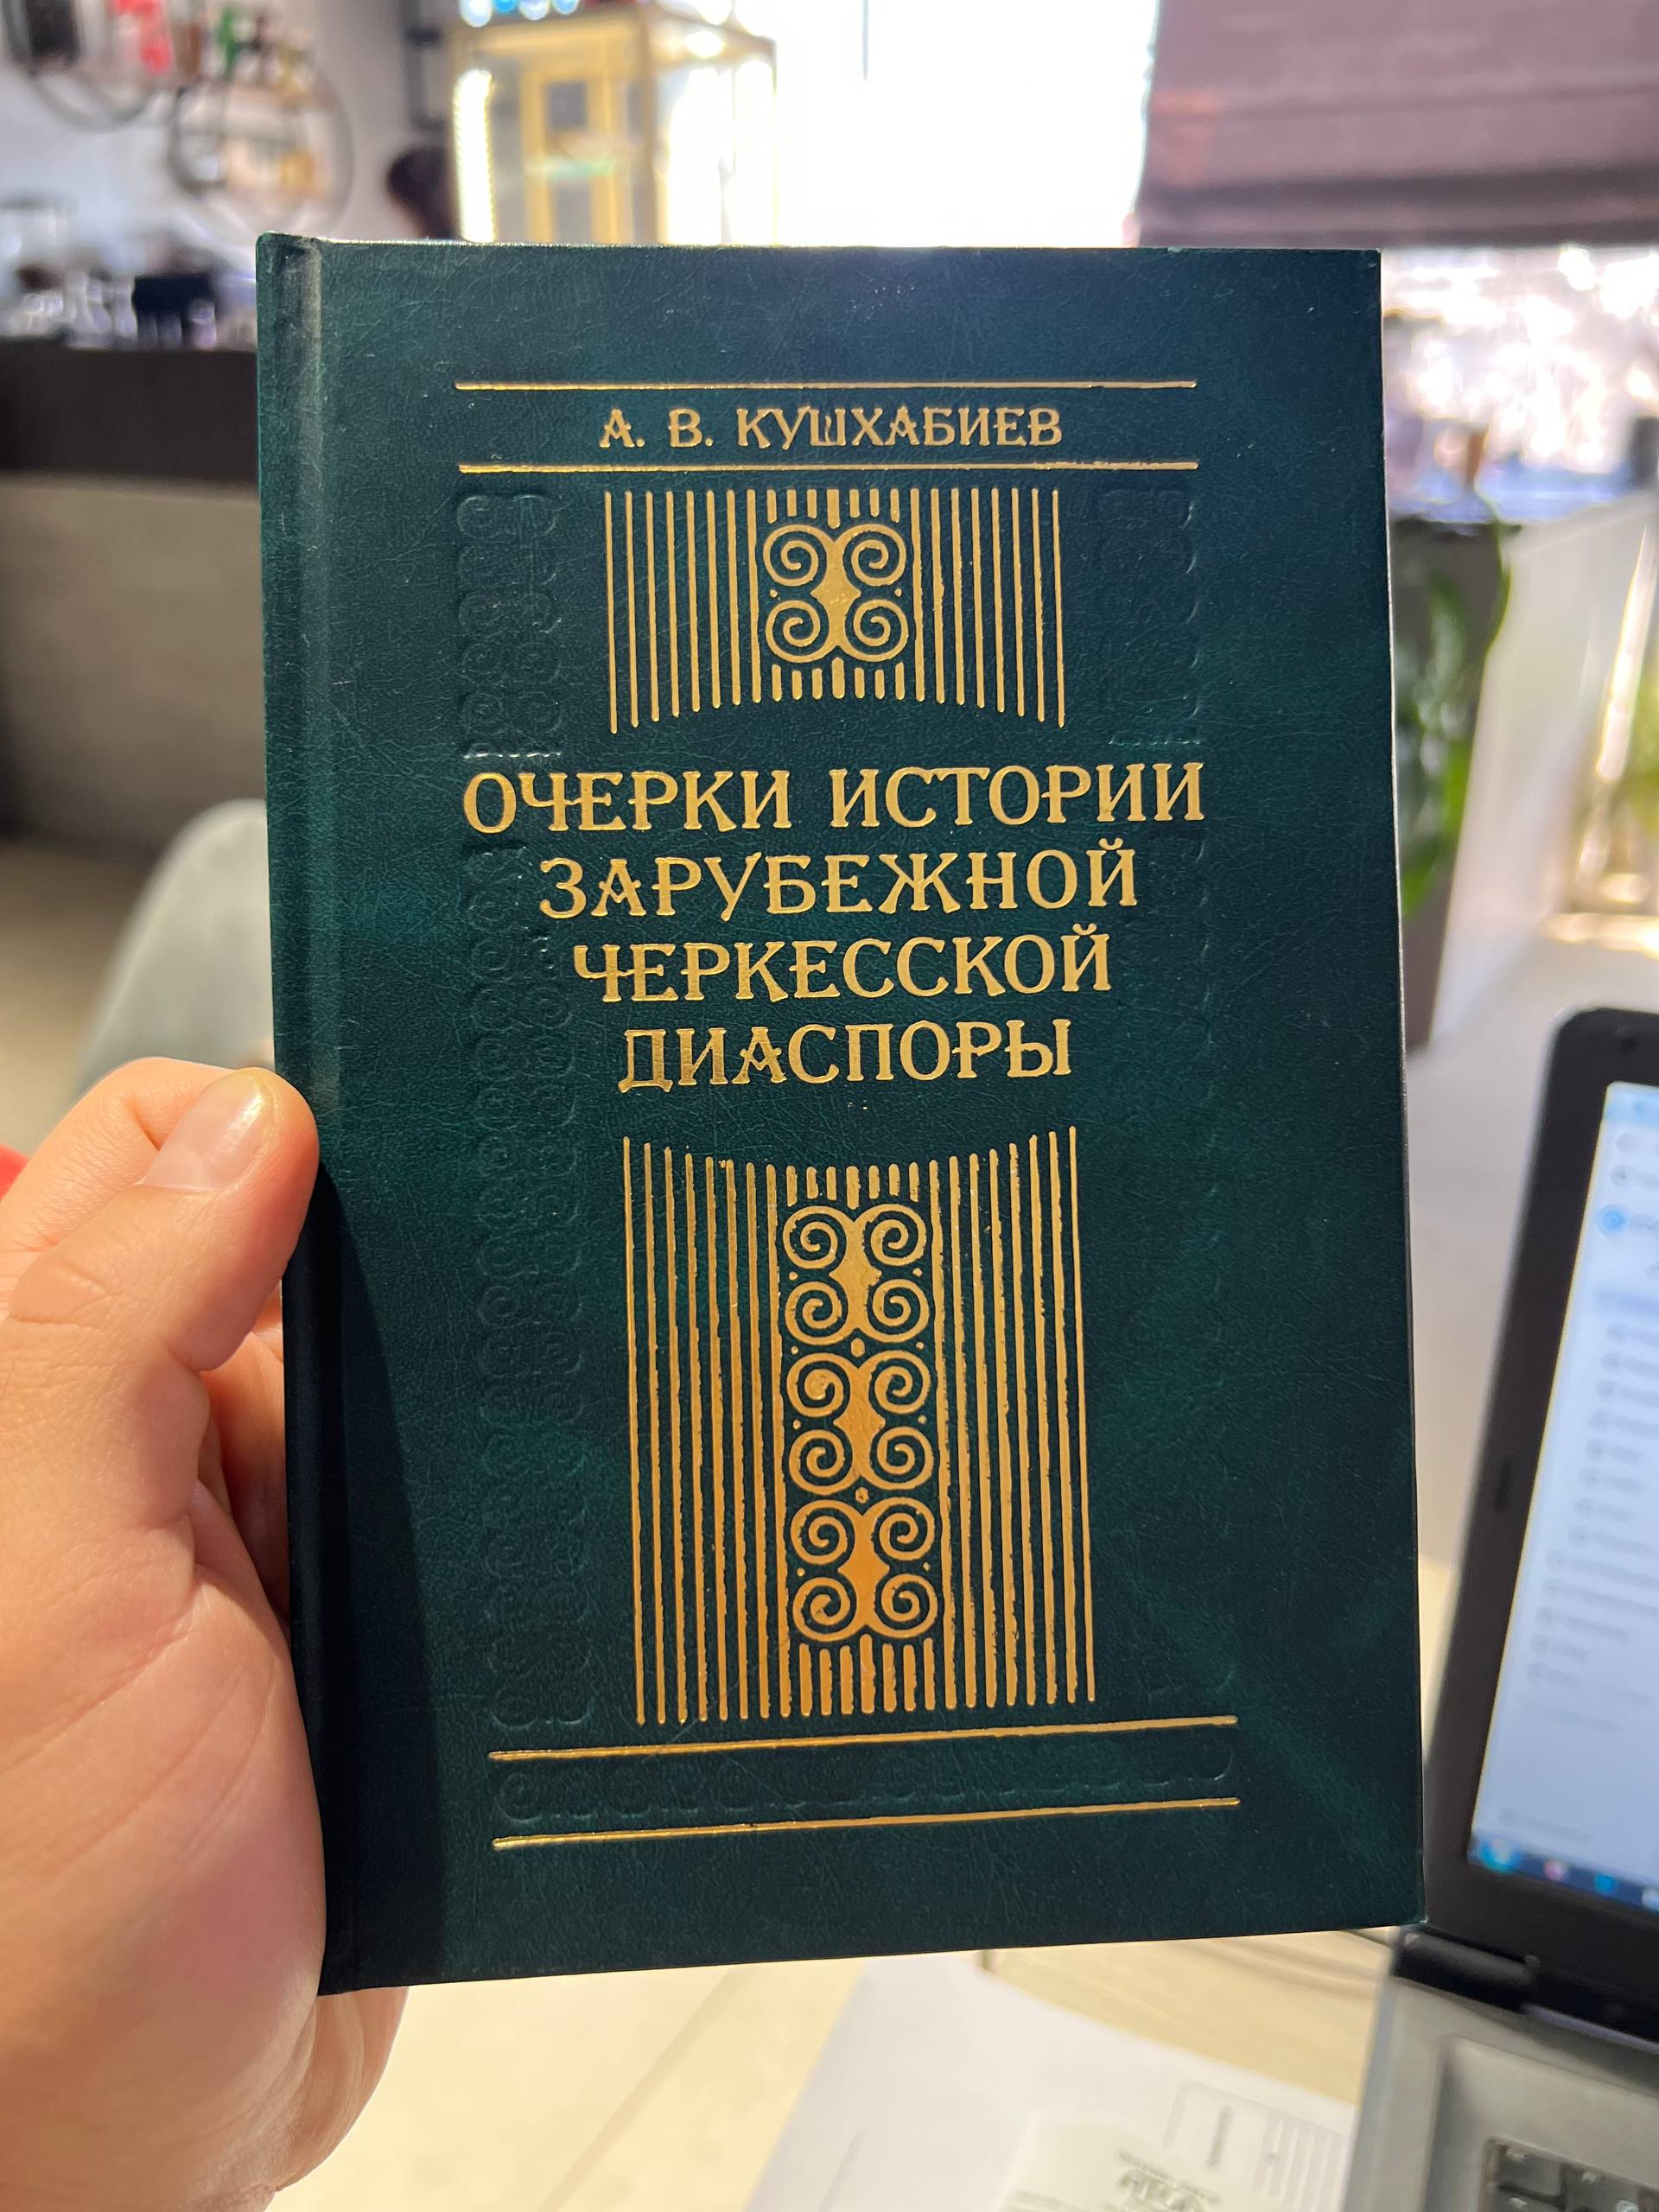 А. В. КУШХАБИЕВ
ОЧЕРКИ ИСТОРИИ
ЗАРУБЕЖНОЙ
ЧЕРКЕССКОЙ
ДИАСПОРЫ